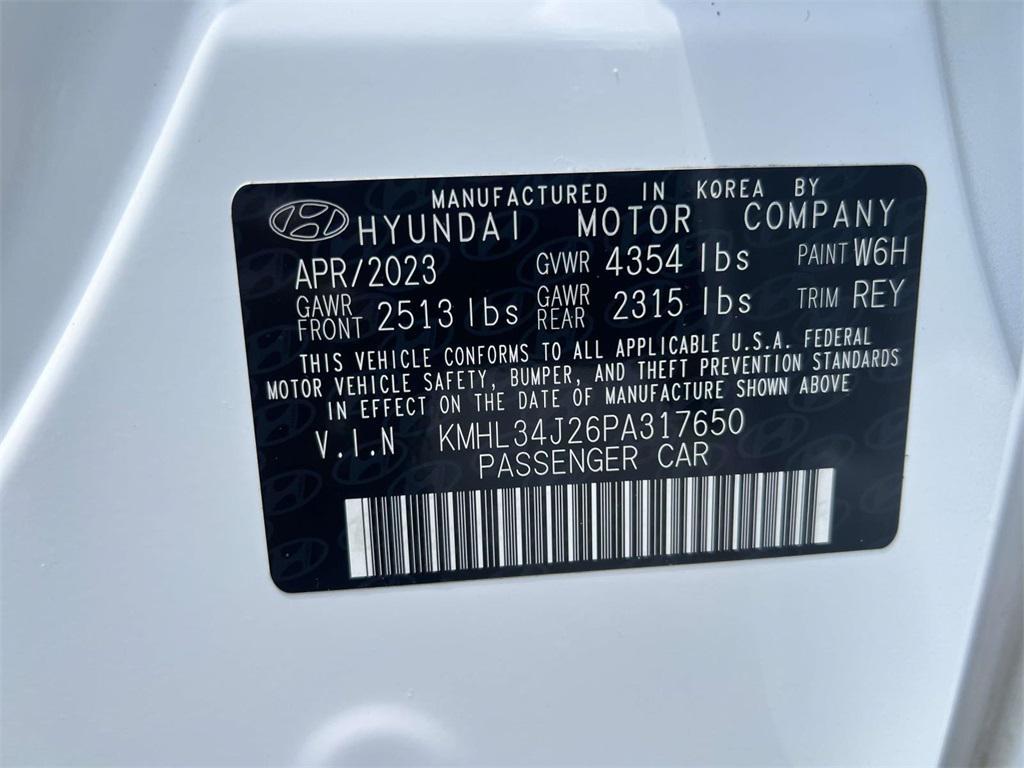 MANUFACTURED IN KOREA BY
HYUNDAI MOTOR COMPANY
APR/2023 GVWR 4354 lbs PAINT W6H
GAWR FRONT 2513 lbs GAWR REAR 2315 lbs TRIM REY
THIS VEHICLE CONFORMS TO ALL APPLICABLE U.S.A. FEDERAL
MOTOR VEHICLE SAFETY, BUMPER, AND THEFT PREVENTION STANDARDS
IN EFFECT ON THE DATE OF MANUFACTURE SHOWN ABOVE
V.I.N KMHL34J26PA317650
PASSENGER CAR